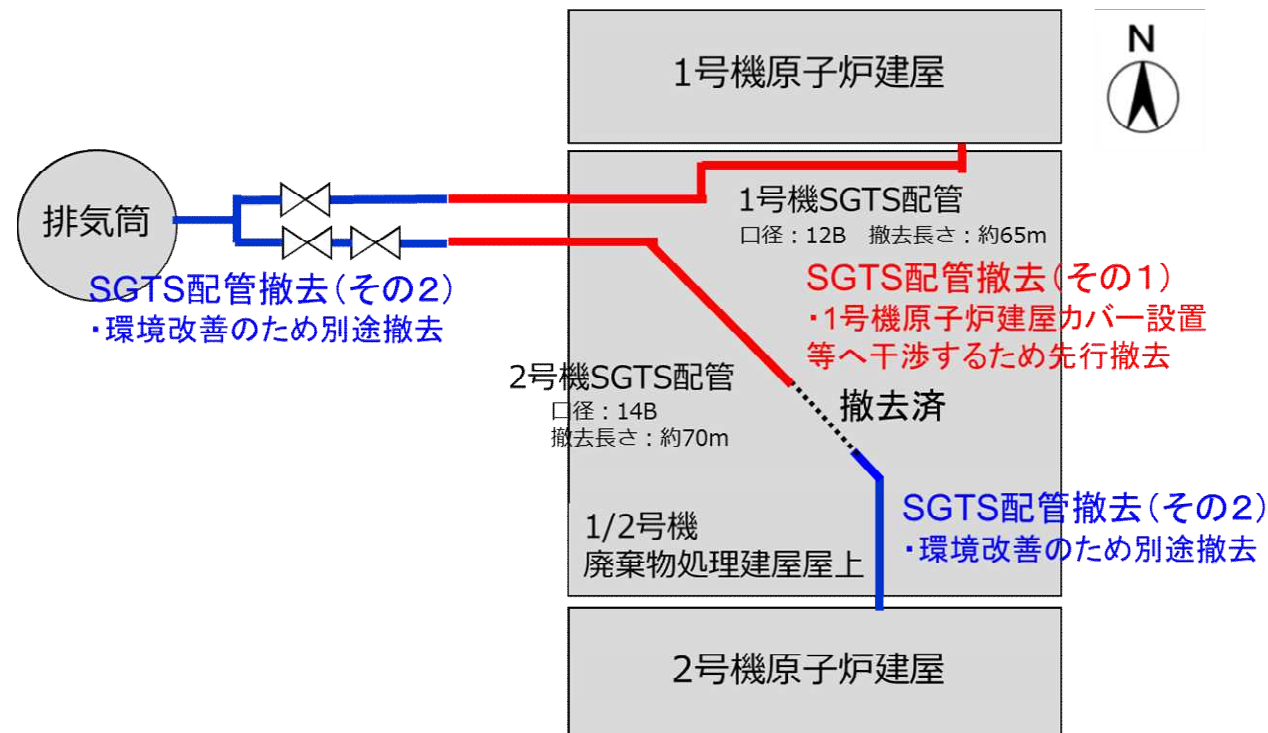 1号機原子炉建屋
N
排気筒
1号機SGTS配管
口径：12B　撤去長さ：約65m
SGTS配管撤去（その１）
・1号機原子炉建屋カバー設置
等へ干渉するため先行撤去
SGTS配管撤去（その２）
・環境改善のため別途撤去
2号機SGTS配管
口径：14B
撤去長さ：約70m
撤去済
SGTS配管撤去（その２）
・環境改善のため別途撤去
1/2号機
廃棄物処理建屋屋上
2号機原子炉建屋